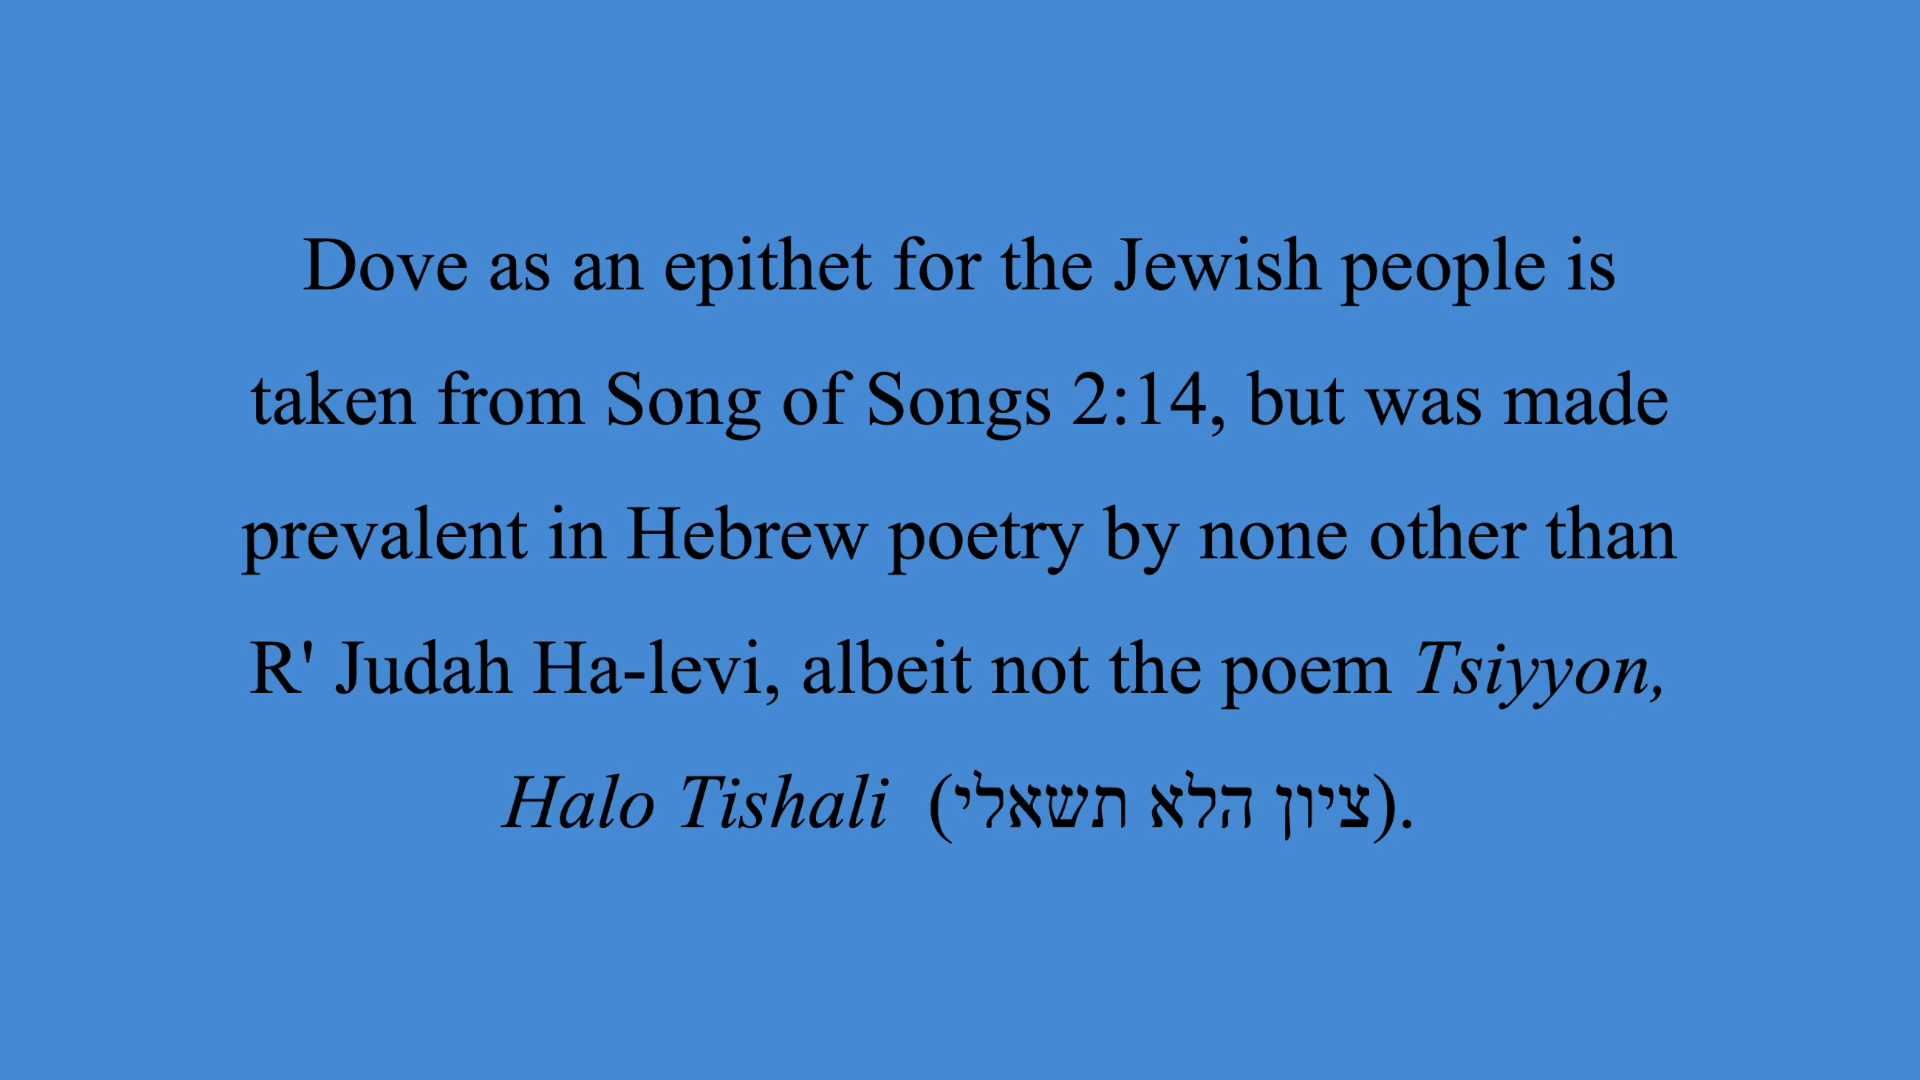 Dove as an epithet for the Jewish people is
taken from Song of Songs 2:14, but was made
prevalent in Hebrew poetry by none other than
R' Judah Ha-levi, albeit not the poem Tsiyyon,
Halo Tishali (ציון הלא תשאלי).